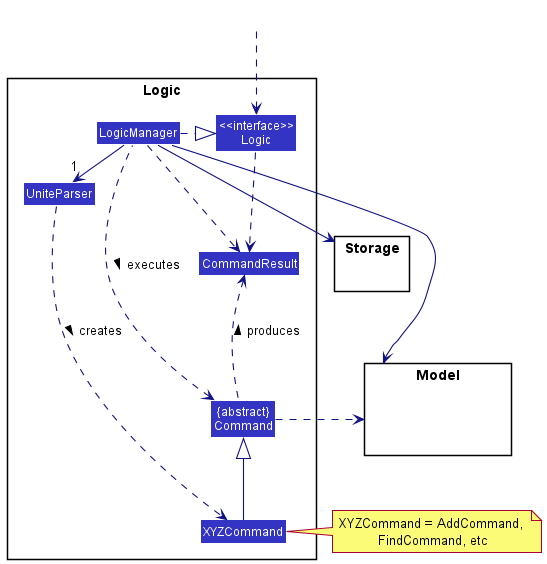 Logic
<<interface>>
Logic
LogicManager
1
UniteParser
Storage
CommandResult
executes
creates
produces
Model
{abstract}
Command
XYZCommand
XYZCommand = AddCommand,
FindCommand, etc